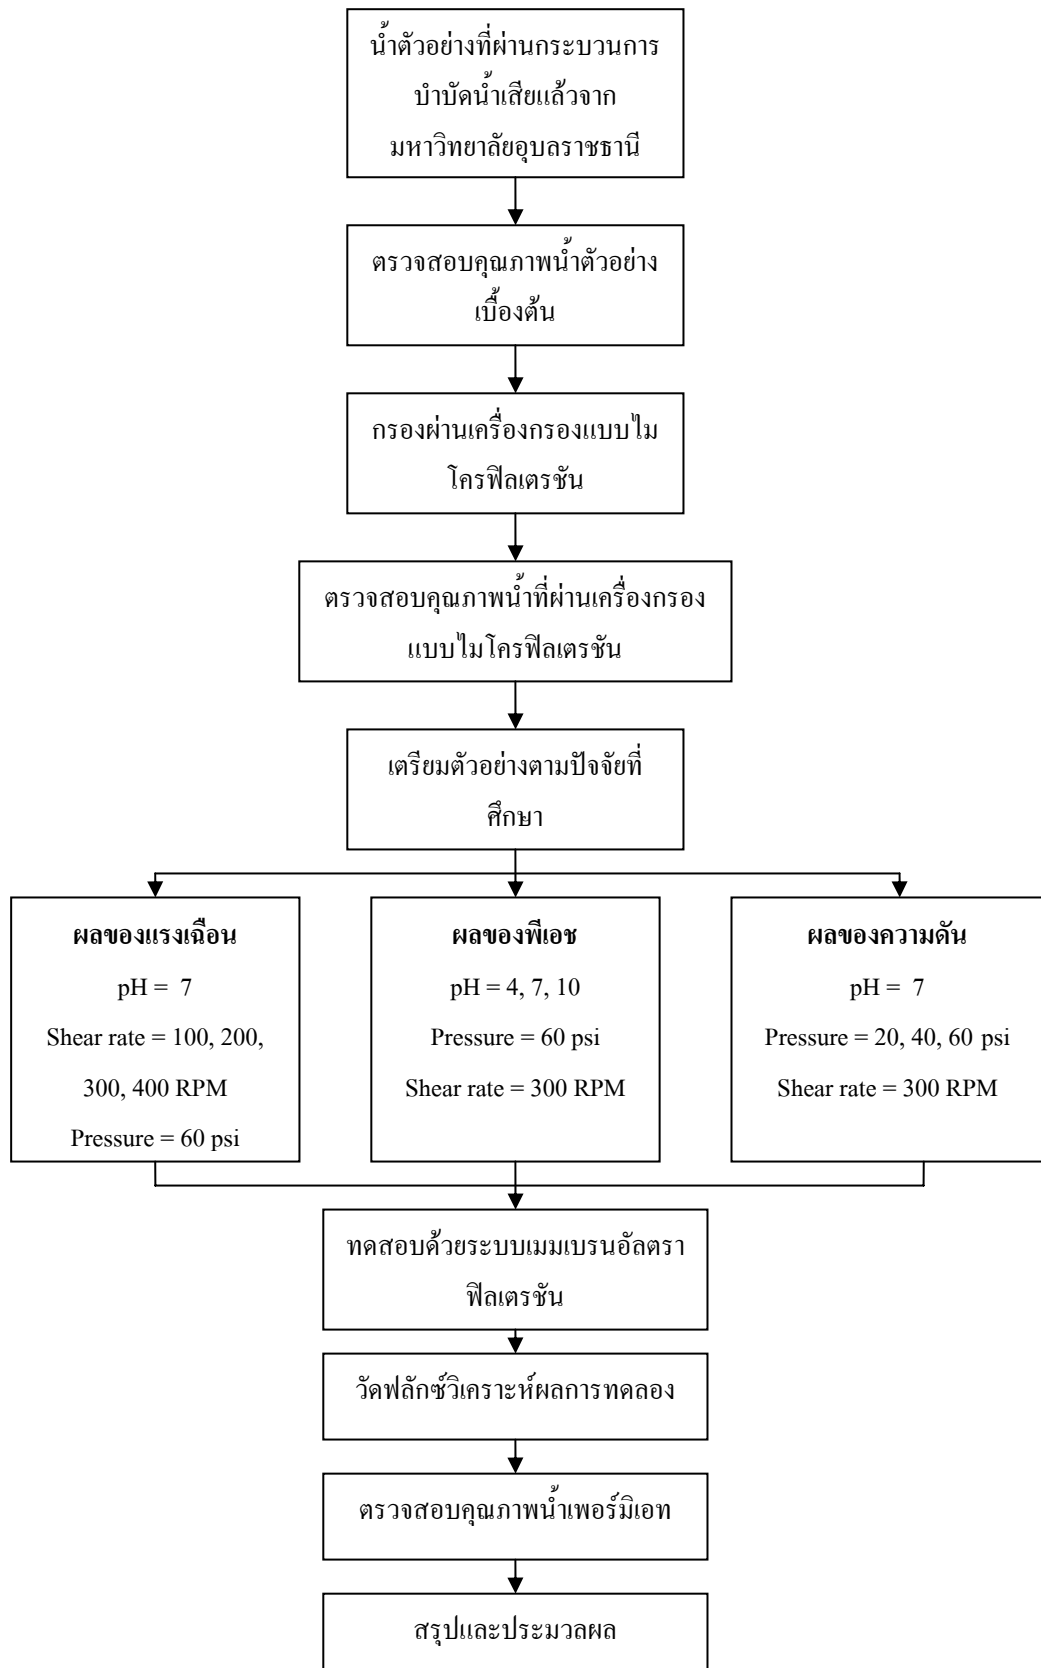 น้ำตัวอย่างที่ผ่านกระบวนการ
บำบัดน้ำเสียแล้วจาก
มหาวิทยาลัยอุบลราชธานี
ตรวจสอบคุณภาพน้ำตัวอย่าง
เบื้องต้น
กรองผ่านเครื่องกรองแบบไม
โครฟิลเตรชัน
ตรวจสอบคุณภาพน้ำที่ผ่านเครื่องกรอง
แบบไมโครฟิลเตรชัน
เตรียมตัวอย่างตามปัจจัยที่
ศึกษา
ผลของแรงเฉือน
pH = 7
Shear rate = 100, 200,
300, 400 RPM
Pressure = 60 psi
ผลของพีเอช
pH = 4, 7, 10
Pressure = 60 psi
Shear rate = 300 RPM
ผลของความดัน
pH = 7
Pressure = 20, 40, 60 psi
Shear rate = 300 RPM
ทดสอบด้วยระบบเมมเบรนอัลตรา
ฟิลเตรชัน
วัดฟลักซ์วิเคราะห์ผลการทดลอง
ตรวจสอบคุณภาพน้ำเพอร์มิเอท
สรุปและประมวลผล